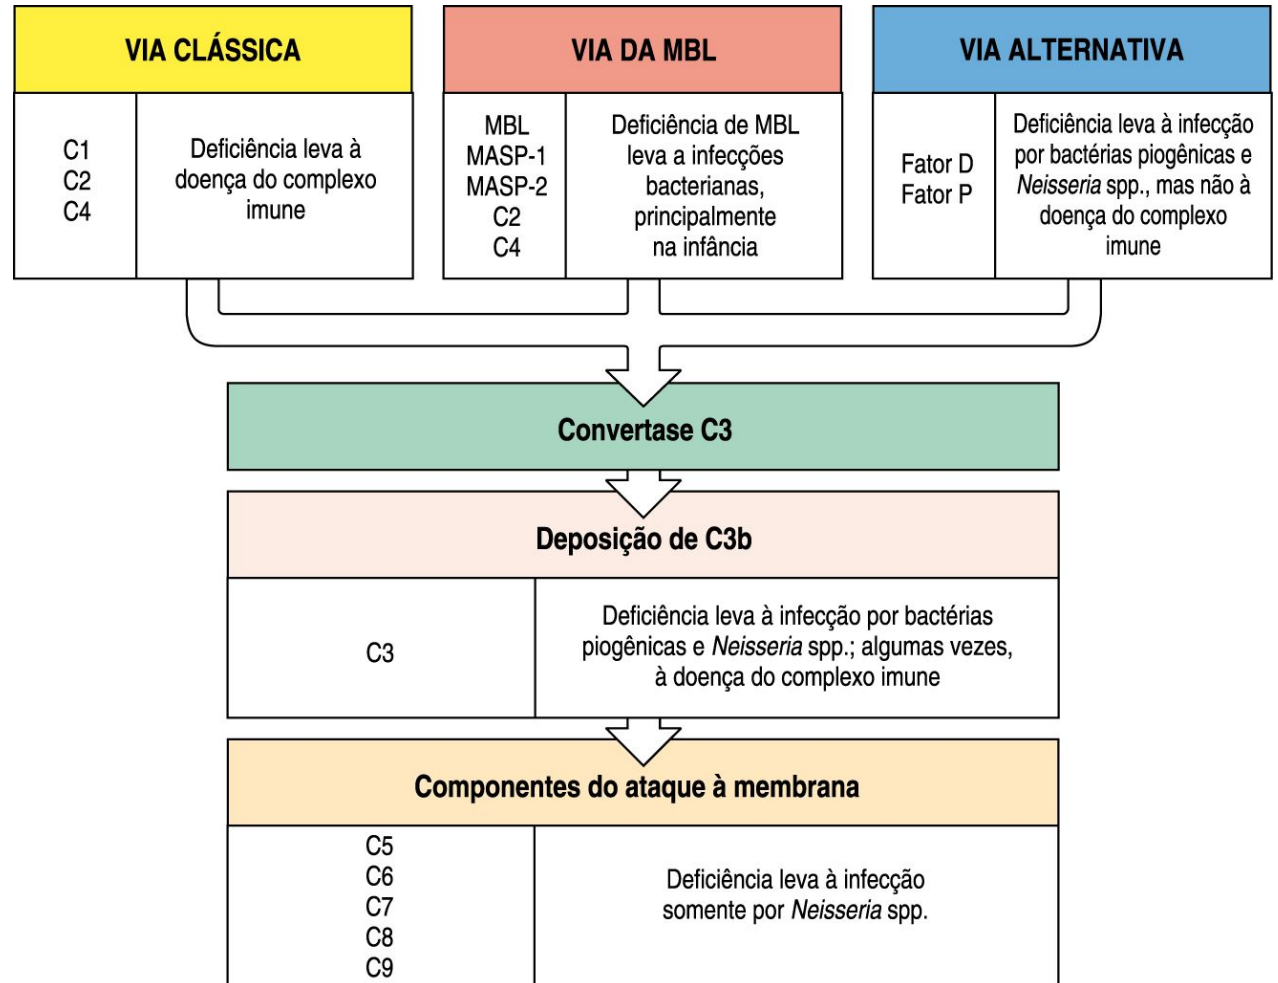 VIA CLÁSSICA
C1
C2
C4
Deficiência leva à
doença do complexo
imune
VIA DA MBL
MBL
MASP-1
MASP-2
C2
C4
Deficiência de MBL
leva a infecções
bacterianas,
principalmente
na infância
VIA ALTERNATIVA
Fator D
Fator P
Deficiência leva à infecção
por bactérias piogênicas e
Neisseria spp., mas não à
doença do complexo
imune
Convertase C3
Deposição de C3b
C3
Deficiência leva à infecção por bactérias
piogênicas e Neisseria spp.; algumas vezes,
à doença do complexo imune
Componentes do ataque à membrana
C5
C6
C7
C8
C9
Deficiência leva à infecção
somente por Neisseria spp.